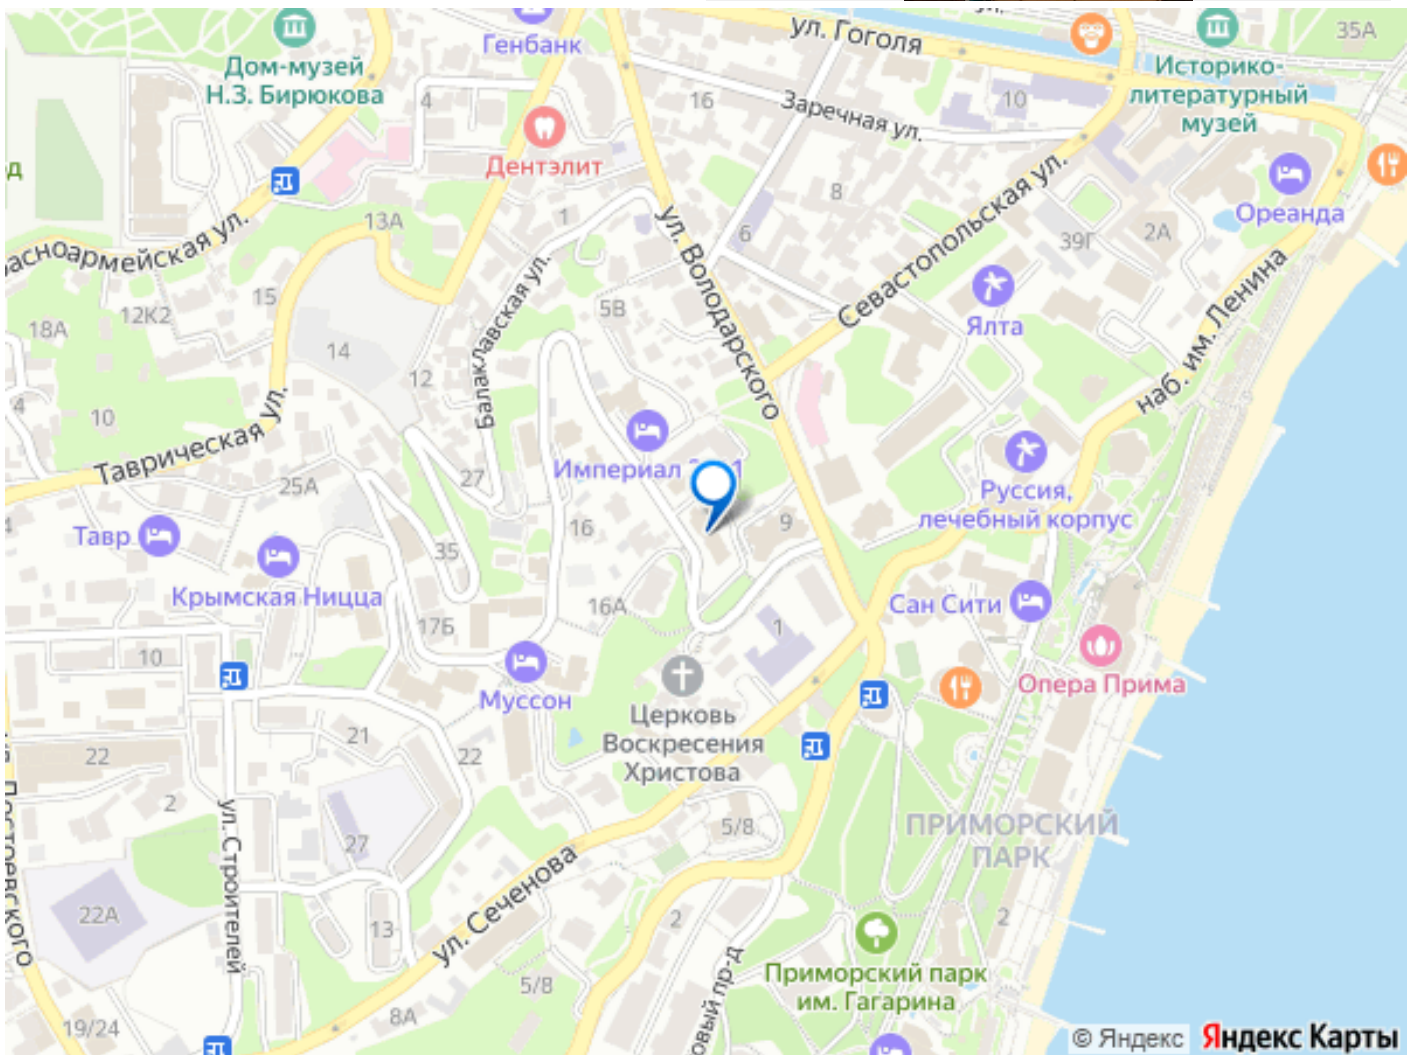 ул. Гоголя
35А
Генбанк
Дом-музей
Н.З. Бирюкова
4
16
Заречная ул.
10
Историко-
литературный
музей
Дентэлит
8
Ореанда
13А
1
6
39Г
2А
ул. Володарского
Севастопольская ул.
наб. им. Ленина
Ялта
15
12К2
18А
5В
Балаклавская ул.
14
12
4
10
Таврическая ул.
Империал
27
25А
Руссия,
лечебный корпус
Тавр
16
9
35
Крымская Ницца
16А
Сан Сити
17Б
1
10
Муссон
Опера Прима
Церковь
Воскресения
Христова
21
22
22
2
5/8
ПРИМОРСКИЙ
ПАРК
27
ул. Строителей
ул. Сеченова
22А
13
2
2
Приморский парк
им. Гагарина
5/8
8А
19/24
© Яндекс
Яндекс Карты